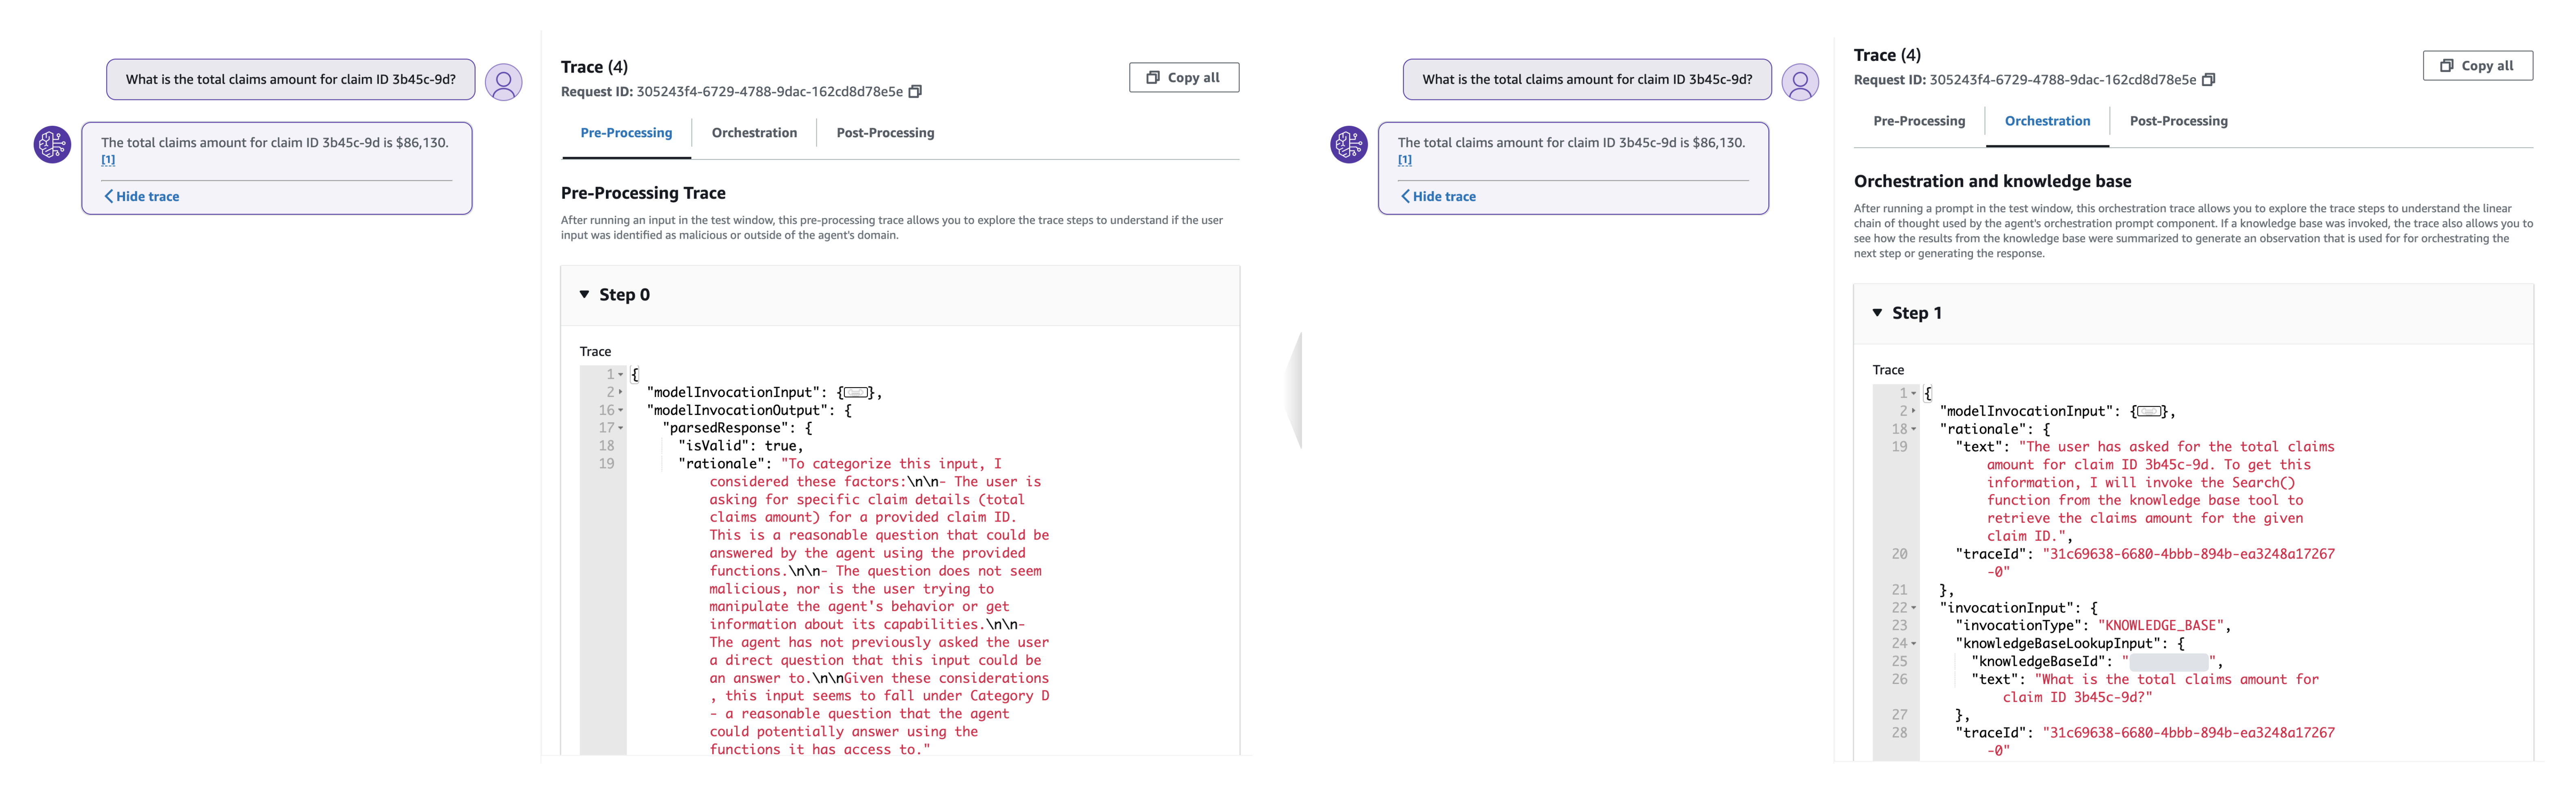 What is the total claims amount for claim ID 3b45c-9d?
The total claims amount for claim ID 3b45c-9d is $86,130.
[1]
Hide trace
Trace (4)
Request ID: 305243f4-6729-4788-9dac-162cd8d78e5e
Copy all
Pre-Processing
Orchestration
Post-Processing
Pre-Processing Trace
After running an input in the test window, this pre-processing trace allows you to explore the trace steps to understand if the user
input was identified as malicious or outside of the agent's domain.
Step 0
Trace
1 {
2 "modelInvocationInput": {},
16 "modelInvocationOutput": {
17 "parsedResponse": {
18 "isValid": true,
19 "rationale": "To categorize this input, I
considered these factors:\n\n- The user is
asking for specific claim details (total
claims amount) for a provided claim ID.
This is a reasonable question that could be
answered by the agent using the provided
functions.\n\n- The question does not seem
malicious, nor is the user trying to
manipulate the agent's behavior or get
information about its capabilities.\n\n-
The agent has not previously asked the user
a direct question that this input could be
an answer to.\n\nGiven these considerations
, this input seems to fall under Category D
- a reasonable question that the agent
could potentially answer using the
functions it has access to."
What is the total claims amount for claim ID 3b45c-9d?
The total claims amount for claim ID 3b45c-9d is $86,130.
[1]
Hide trace
Trace (4)
Request ID: 305243f4-6729-4788-9dac-162cd8d78e5e
Copy all
Pre-Processing
Orchestration
Post-Processing
Orchestration and knowledge base
After running a prompt in the test window, this orchestration trace allows you to explore the trace steps to understand the linear
chain of thought used by the agent's orchestration prompt component. If a knowledge base was invoked, the trace also allows you to
see how the results from the knowledge base were summarized to generate an observation that is used for for orchestrating the
next step or generating the response.
Step 1
Trace
1 {
2 "modelInvocationInput": {},
18 "rationale": {
19 "text": "The user has asked for the total claims
amount for claim ID 3b45c-9d. To get this
information, I will invoke the Search()
function from the knowledge base tool to
retrieve the claims amount for the given
claim ID.",
20 "traceId": "31c69638-6680-4bbb-894b-ea3248a17267
-0"
21 },
22 "invocationInput": {
23 "invocationType": "KNOWLEDGE_BASE",
24 "knowledgeBaseLookupInput": {
25 "knowledgeBaseId": "",
26 "text": "What is the total claims amount for
claim ID 3b45c-9d?"
27 },
28 "traceId": "31c69638-6680-4bbb-894b-ea3248a17267
-0"